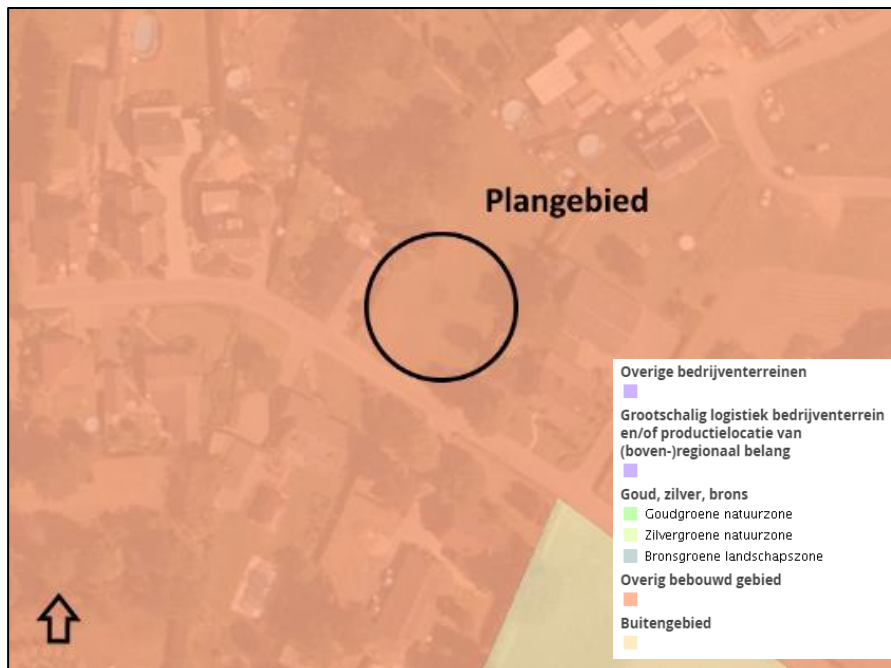 Plangebied
Overige bedrijventerreinen
Grootschalig logistiek bedrijventerrein
en/of productielocatie van
(boven-)regionaal belang
Goud, zilver, brons
Goudgroene natuurzone
Zilvergroene natuurzone
Bronsgroene landschapszone
Overig bebouwd gebied
Buitengebied